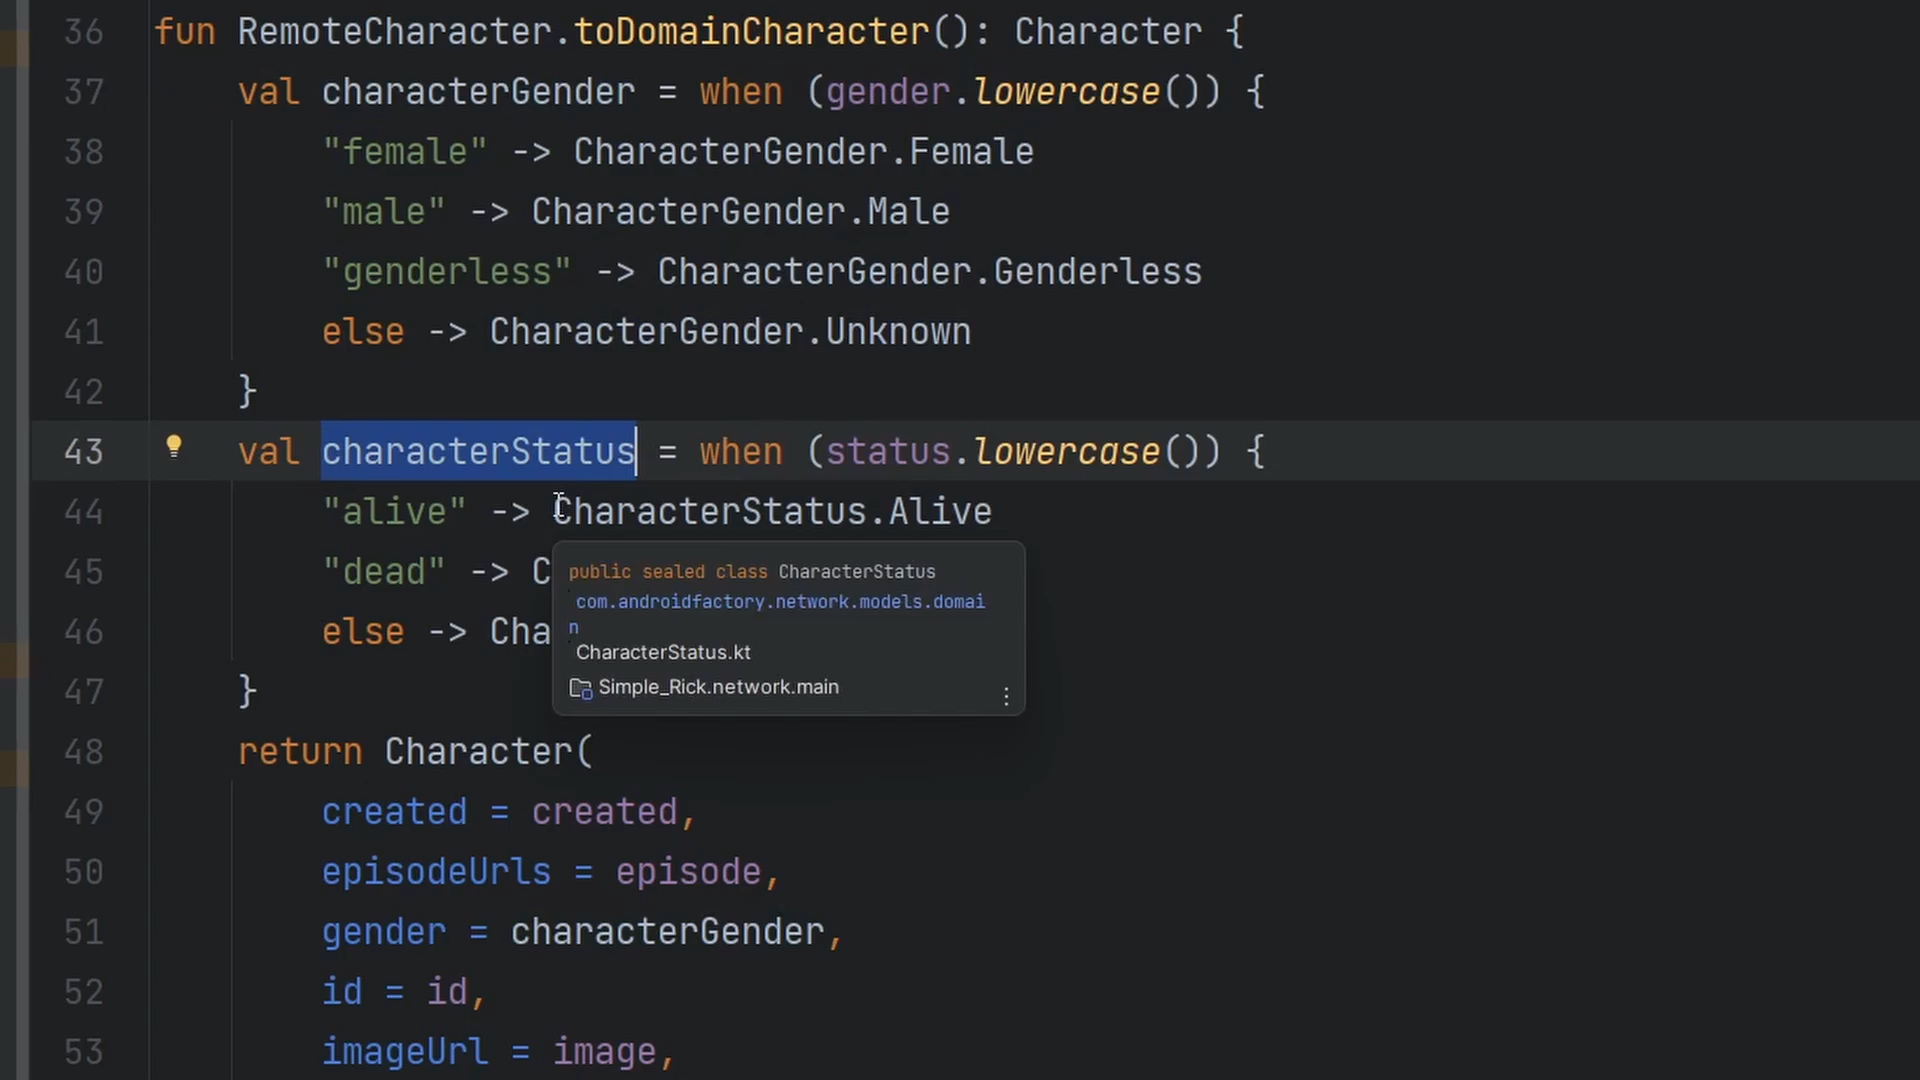 36 fun RemoteCharacter.toDomainCharacter(): Character {
37 val characterGender = when (gender.lowercase()) {
38 "female" -> CharacterGender.Female
39 "male" -> CharacterGender.Male
40 "genderless" -> CharacterGender.Genderless
41 else -> CharacterGender.Unknown
42 }
43 val characterStatus = when (status.lowercase()) {
44 "alive" -> CharacterStatus.Alive
45 "dead" -> C
46 else -> Cha
public sealed class CharacterStatus
com.androidfactory.network.models.domai
n
CharacterStatus.kt
Simple_Rick.network.main
47 }
48 return Character(
49 created = created,
50 episodeUrls = episode,
51 gender = characterGender,
52 id = id,
53 imageUrl = image,